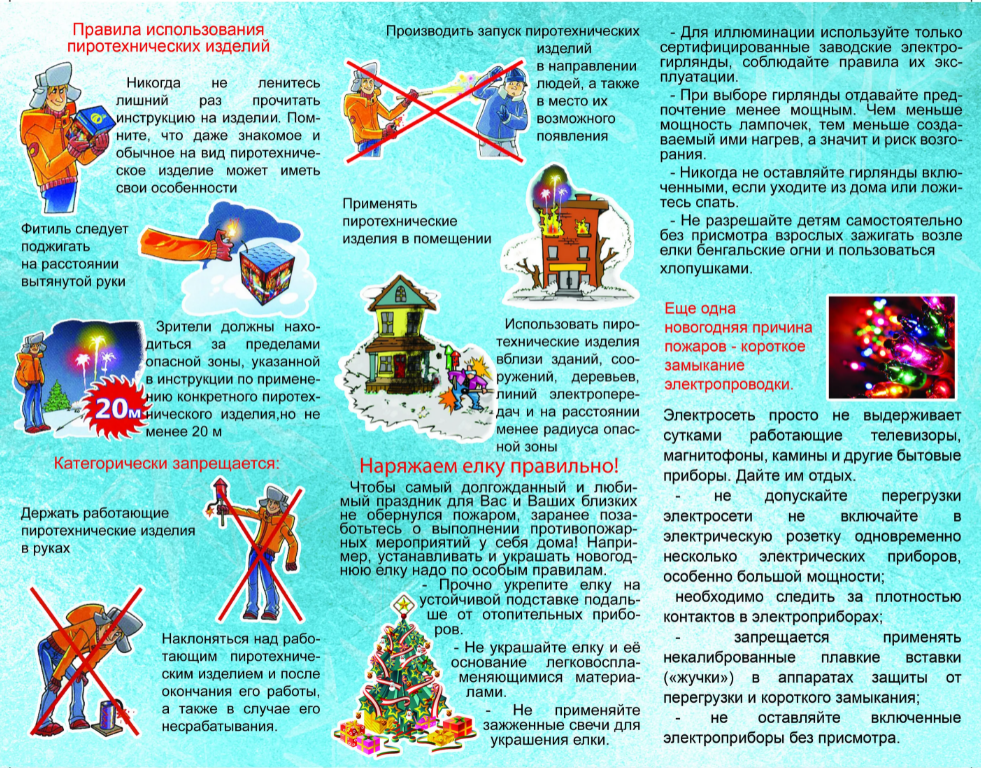 Правила использования
пиротехнических изделий
Никогда не ленитесь
лишний раз прочитать
инструкцию на изделии. Пом-
ните, что даже знакомое и
обычное на вид пиротехниче-
ское изделие может иметь
свои особенности
Фитиль следует
поджигать
на расстоянии
вытянутой руки
Зрители должны нахо-
диться за пределами
опасной зоны, указанной
в инструкции по примене-
нию конкретного пиротех-
нического изделия,но не
менее 20 м
20м
Категорически запрещается:
Держать работающие
пиротехнические изделия
в руках
Наклоняться над рабо-
тающим пиротехниче-
ским изделием и после
окончания его работы,
а также в случае его
несрабатывания.
Производить запуск пиротехнических
изделий
в направлении
людей, а также
в место их
возможного
появления
Применять
пиротехнические
изделия в помещении
Использовать пиро-
технические изделия
вблизи зданий, соо-
ружений, деревьев,
линий электропере-
дач и на расстоянии
менее радиуса опас-
ной зоны
Наряжаем елку правильно!
Чтобы самый долгожданный и люби-
мый праздник для Вас и Ваших близких
не обернулся пожаром, заранее поза-
ботьтесь о выполнении противопожар-
ных мероприятий у себя дома! Напри-
мер, устанавливать и украшать новогод-
нюю елку надо по особым правилам.
- Прочно укрепите елку на
устойчивой подставке подаль-
ше от отопительных прибо-
ров.
- Не украшайте елку и её
основание легковоспла-
меняющимися материа-
лами.
- Не применяйте
зажженные свечи для
украшения елки.
- Для иллюминации используйте только
сертифицированные заводские электро-
гирлянды, соблюдайте правила их экс-
плуатации.
- При выборе гирлянды отдавайте пред-
почтение менее мощным. Чем меньше
мощность лампочек, тем меньше созда-
ваемый ими нагрев, а значит и риск возго-
рания.
- Никогда не оставляйте гирлянды вклю-
ченными, если уходите из дома или ложи-
тесь спать.
- Не разрешайте детям самостоятельно
без присмотра взрослых зажигать возле
елки бенгальские огни и пользоваться
хлопушками.
Еще одна
новогодняя причина
пожаров - короткое
замыкание
электропроводки.
Электросеть просто не выдерживает
сутками работающие телевизоры,
магнитофоны, камины и другие бытовые
приборы. Дайте им отдых.
- не допускайте перегрузки
электросети не включайте в
электрическую розетку одновременно
несколько электрических приборов,
особенно большой мощности;
необходимо следить за плотностью
контактов в электроприборах;
- запрещается применять
некалиброванные плавкие вставки
(«жучки») в аппаратах защиты от
перегрузки и короткого замыкания;
- не оставляйте включенные
электроприборы без присмотра.